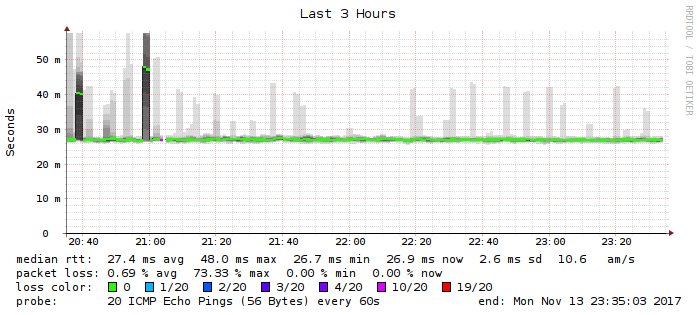 Last 3 Hours
RRDTOOL / TOBI OETIKER
Seconds
50 m
40 m
30 m
20 m
10 m
0
20:40 21:00 21:20 21:40 22:00 22:20 22:40 23:00 23:20
median rtt: 27.4 ms avg 48.0 ms max 26.7 ms min 26.9 ms now 2.6 ms sd 10.6 am/s
packet loss: 0.69 % avg 73.33 % max 0.00 % min 0.00 % now
loss color: 0 1/20 2/20 3/20 4/20 10/20 19/20
probe: 20 ICMP Echo Pings (56 Bytes) every 60s end: Mon Nov 13 23:35:03 2017